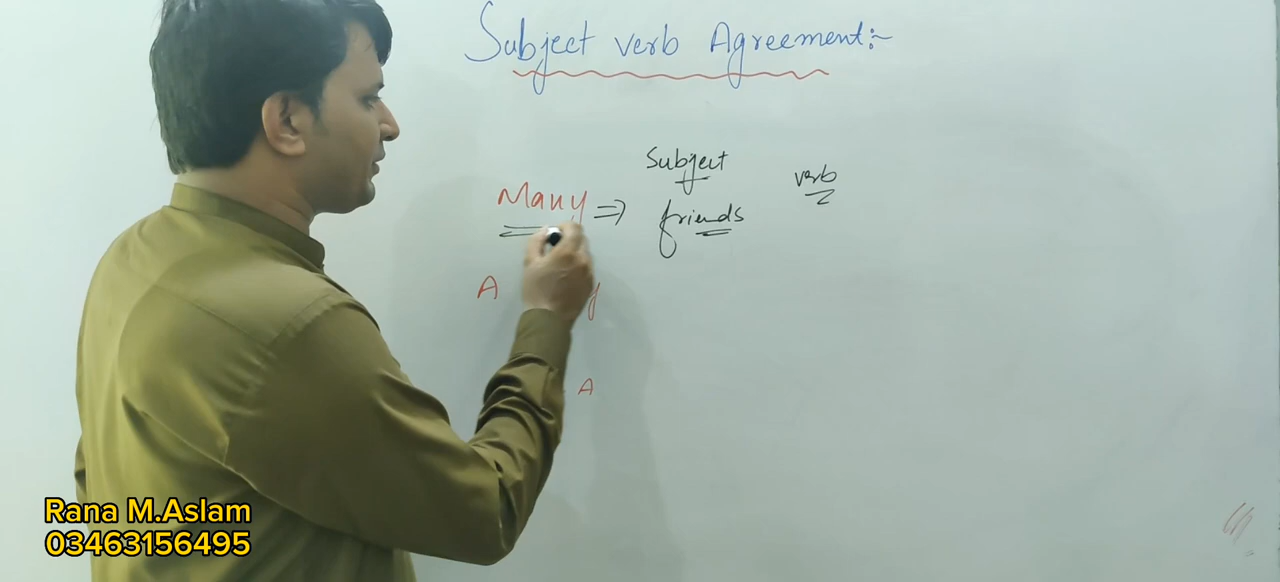 Subject verb Agreement:-
Subject verb
Many => friends
A
A
Rana M.Aslam
03463156495